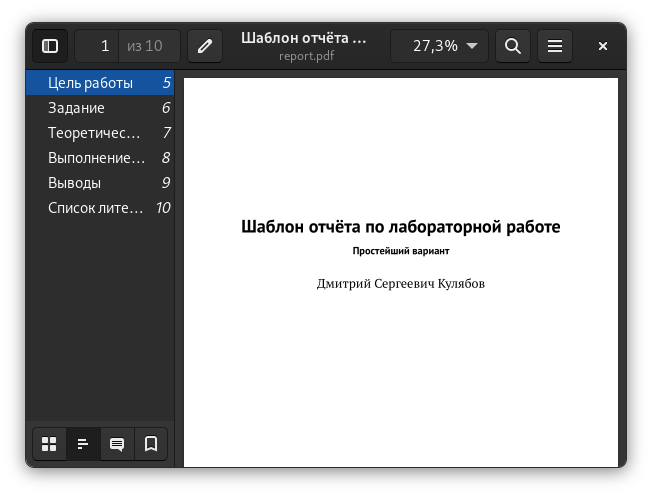 1 из 10
Шаблон отчёта ...
report.pdf
27,3%
Цель работы 5
Задание 6
Теоретичес... 7
Выполнение... 8
Выводы 9
Список лите... 10
Шаблон отчёта по лабораторной работе
Простейший вариант
Дмитрий Сергеевич Кулябов